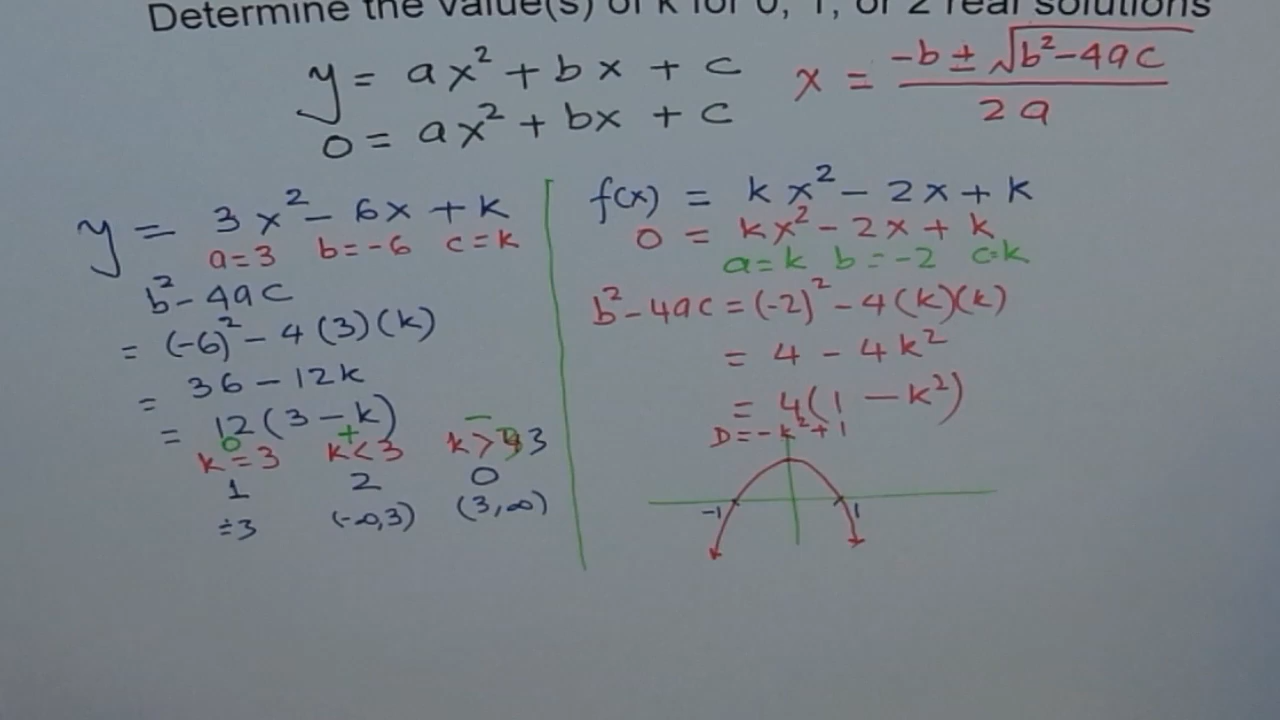 Determine the value(s) of k for 0, 1, or 2 real solutions
y = ax² + bx + c
0 = ax² + bx + c
x = (-b ± √(b²-4ac)) / 2a
y = 3x² - 6x + k
a=3 b=-6 c=k
b²-4ac
= (-6)² - 4(3)(k)
= 36 - 12k
= 12(3 - k)
0 + -
k=3 k<3 k>3
1 2 0
=3 (-∞,3) (3,∞)
f(x) = kx² - 2x + k
0 = kx² - 2x + k
a=k b=-2 c=k
b²-4ac = (-2)² - 4(k)(k)
= 4 - 4k²
= 4(1 - k²)
D = -k² + 1
-1 1